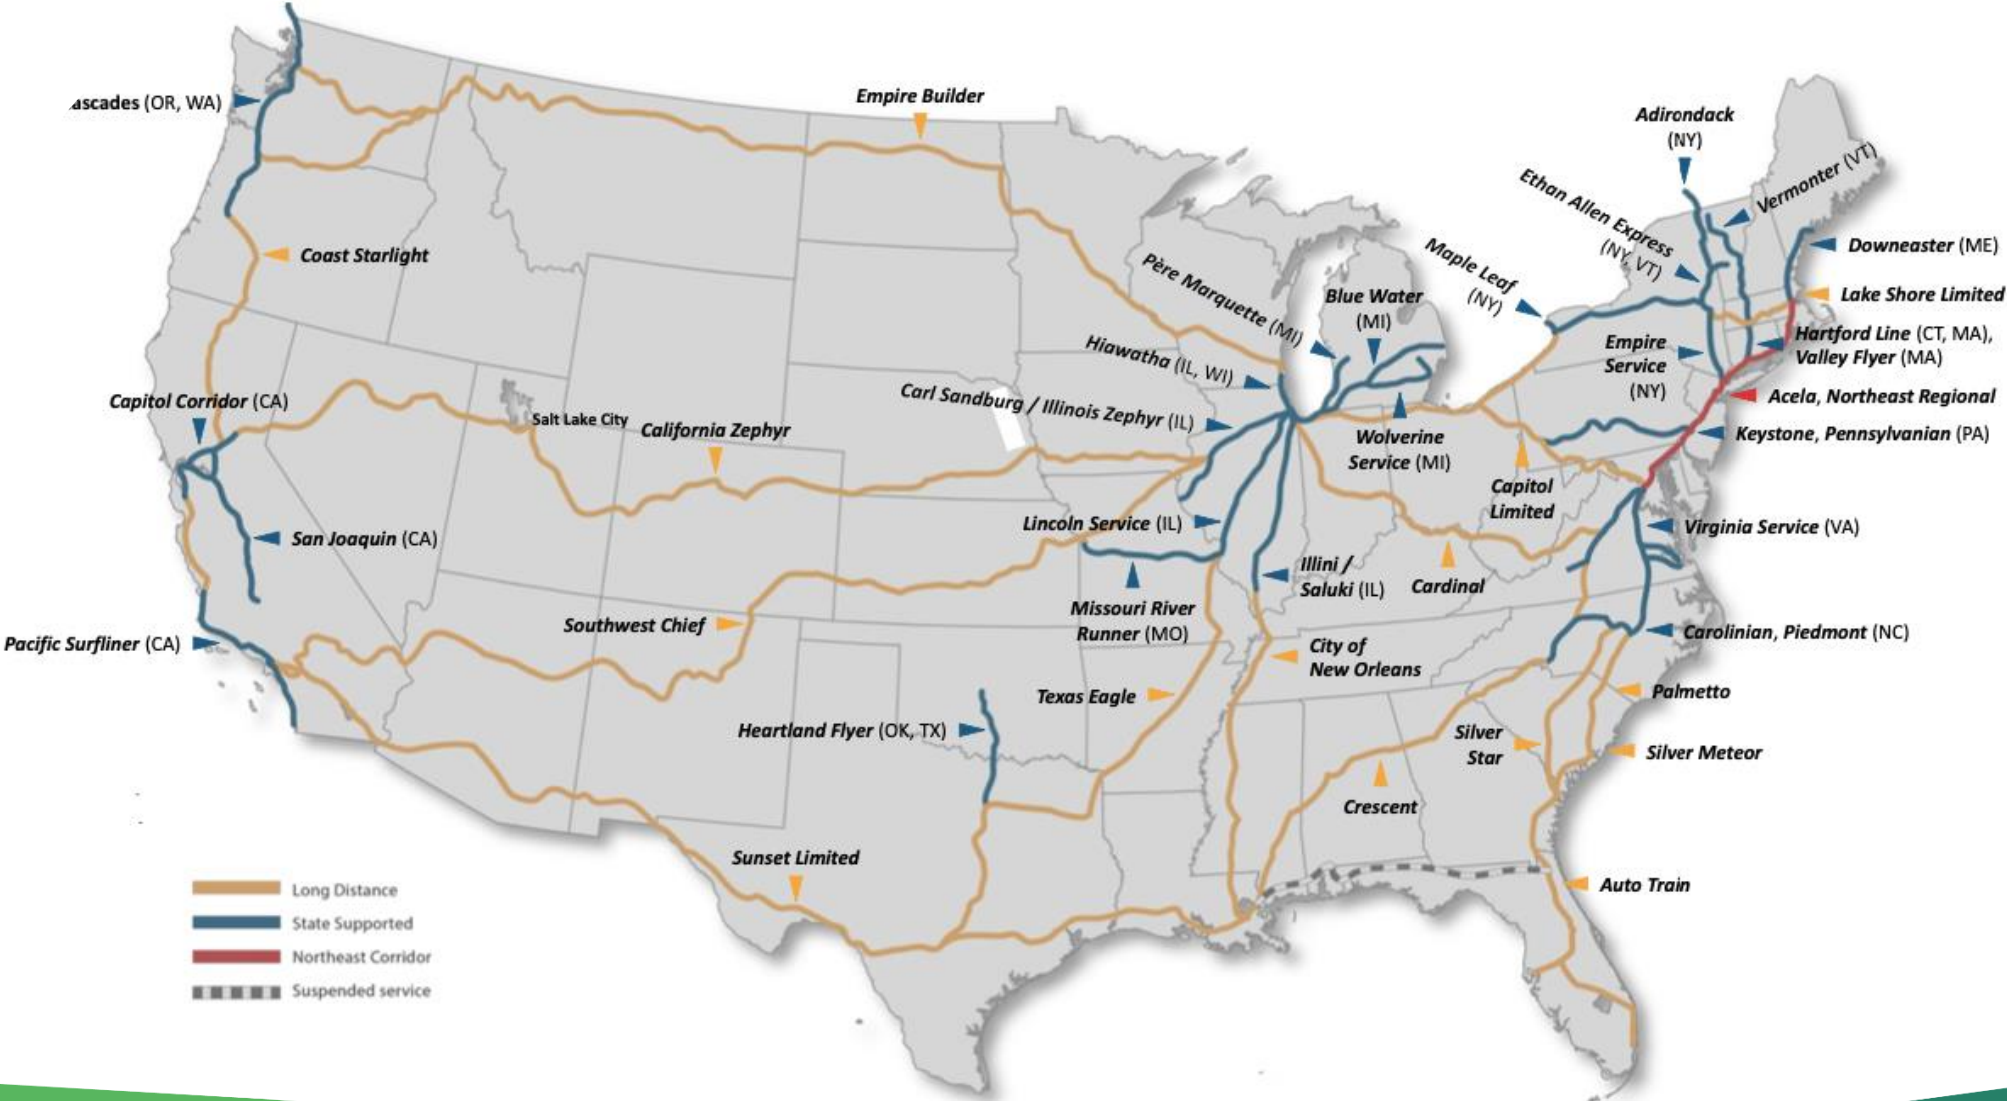 Empire Builder
ascades (OR, WA)
Adirondack
(NY)
Vermonter (VT)
Ethan Allen Express
(NY, VT)
Downeaster (ME)
Coast Starlight
Maple Leaf
(NY)
Père Marquette (MI)
Blue Water
(MI)
Lake Shore Limited
Hiawatha (IL, WI)
Empire
Service
(NY)
Hartford Line (CT, MA),
Valley Flyer (MA)
Capitol Corridor (CA)
Carl Sandburg / Illinois Zephyr (IL)
Acela, Northeast Regional
Salt Lake City
California Zephyr
Wolverine
Service (MI)
Keystone, Pennsylvanian (PA)
Capitol
Limited
San Joaquin (CA)
Lincoln Service (IL)
Virginia Service (VA)
Illini /
Saluki (IL)
Cardinal
Missouri River
Runner (MO)
Southwest Chief
Pacific Surfliner (CA)
Carolinian, Piedmont (NC)
City of
New Orleans
Texas Eagle
Palmetto
Heartland Flyer (OK, TX)
Silver
Star
Silver Meteor
Crescent
Sunset Limited
Auto Train
Long Distance
State Supported
Northeast Corridor
Suspended service